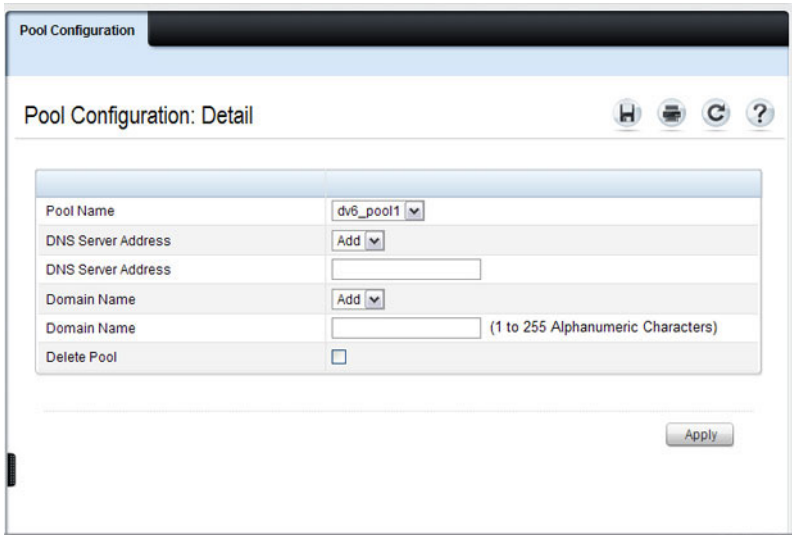 Pool Configuration
Pool Configuration: Detail
Pool Name dv6_pool1
DNS Server Address Add
DNS Server Address
Domain Name Add
Domain Name (1 to 255 Alphanumeric Characters)
Delete Pool
Apply